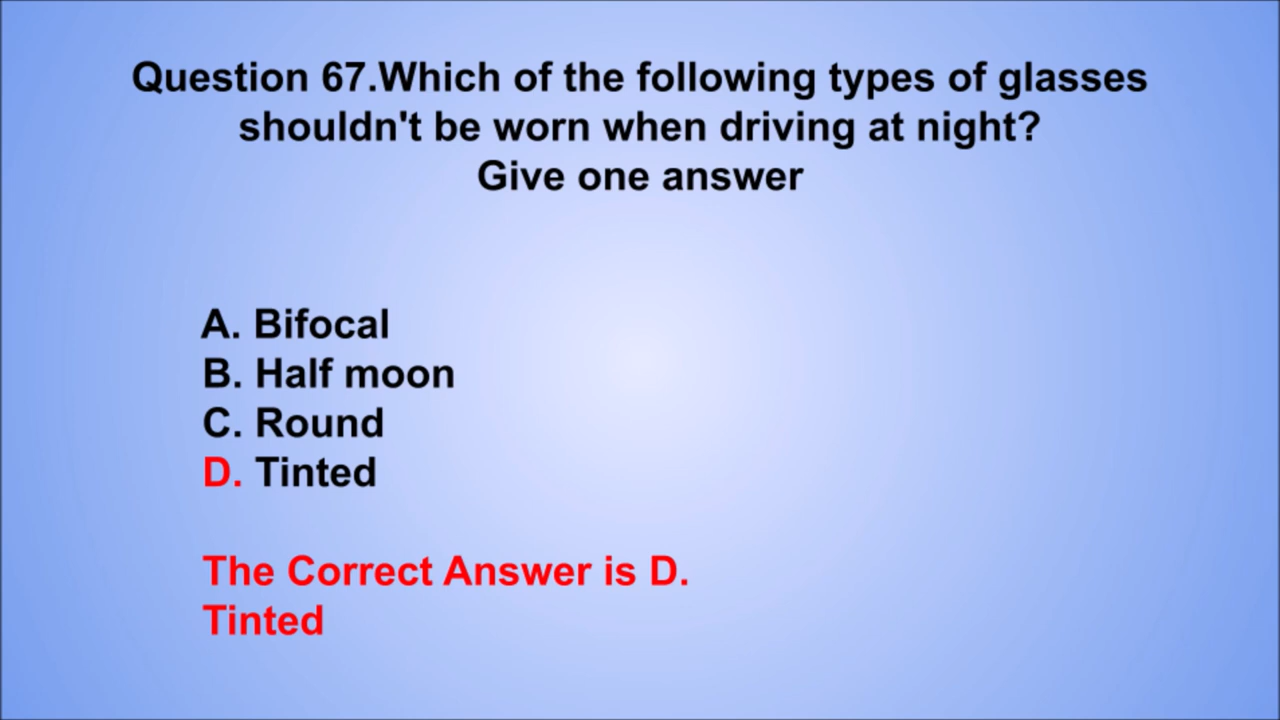 Question 67.Which of the following types of glasses
shouldn't be worn when driving at night?
Give one answer
A. Bifocal
B. Half moon
C. Round
D. Tinted
The Correct Answer is D.
Tinted